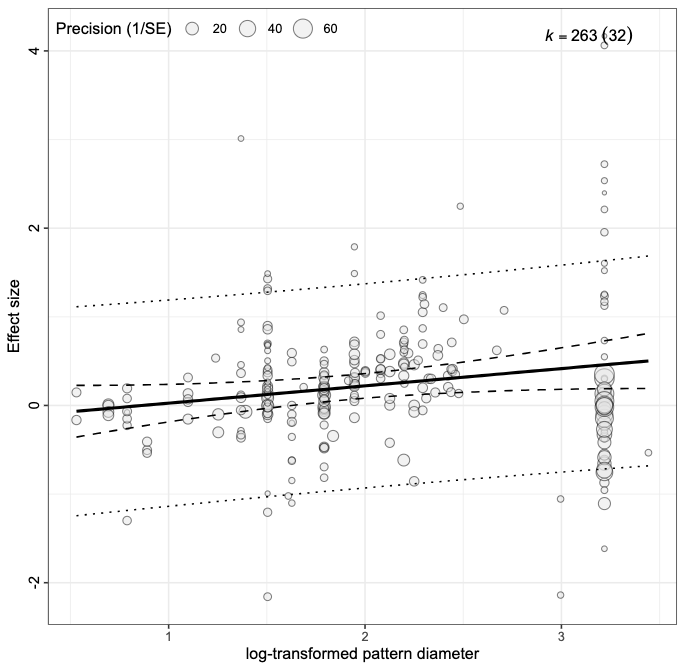 Precision (1/SE) 20 40 60
k = 263 (32)
4
2
0
-2
Effect size
1 2 3
log-transformed pattern diameter